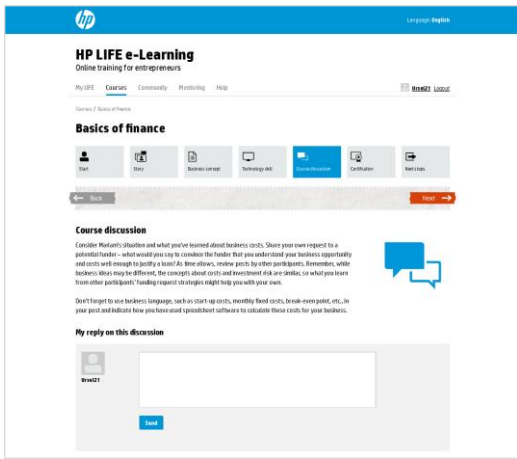 hp
Language: English
HP LIFE e-Learning
Online training for entrepreneurs
My LIFE Courses Community Mentoring Help
Ursel21 Logout
Courses / Basics of finance
Basics of finance
Start Story Business concept Technology skill Course discussion Certification Next steps
Back Next
Course discussion
Consider Mariam's situation and what you've learned about business costs. Share your own request to a
potential funder – what would you say to convince the funder that you understand your business opportunity
and costs well enough to justify a loan? As time allows, review posts by other participants. Remember, while
business ideas may be different, the concepts about costs and investment risk are similar, so what you learn
from other participants' funding request strategies might help you with your own.
Don't forget to use business language, such as start-up costs, monthly fixed costs, break-even point, etc., in
your post and indicate how you have used spreadsheet software to calculate these costs for your business.
My reply on this discussion
Ursel21
Send